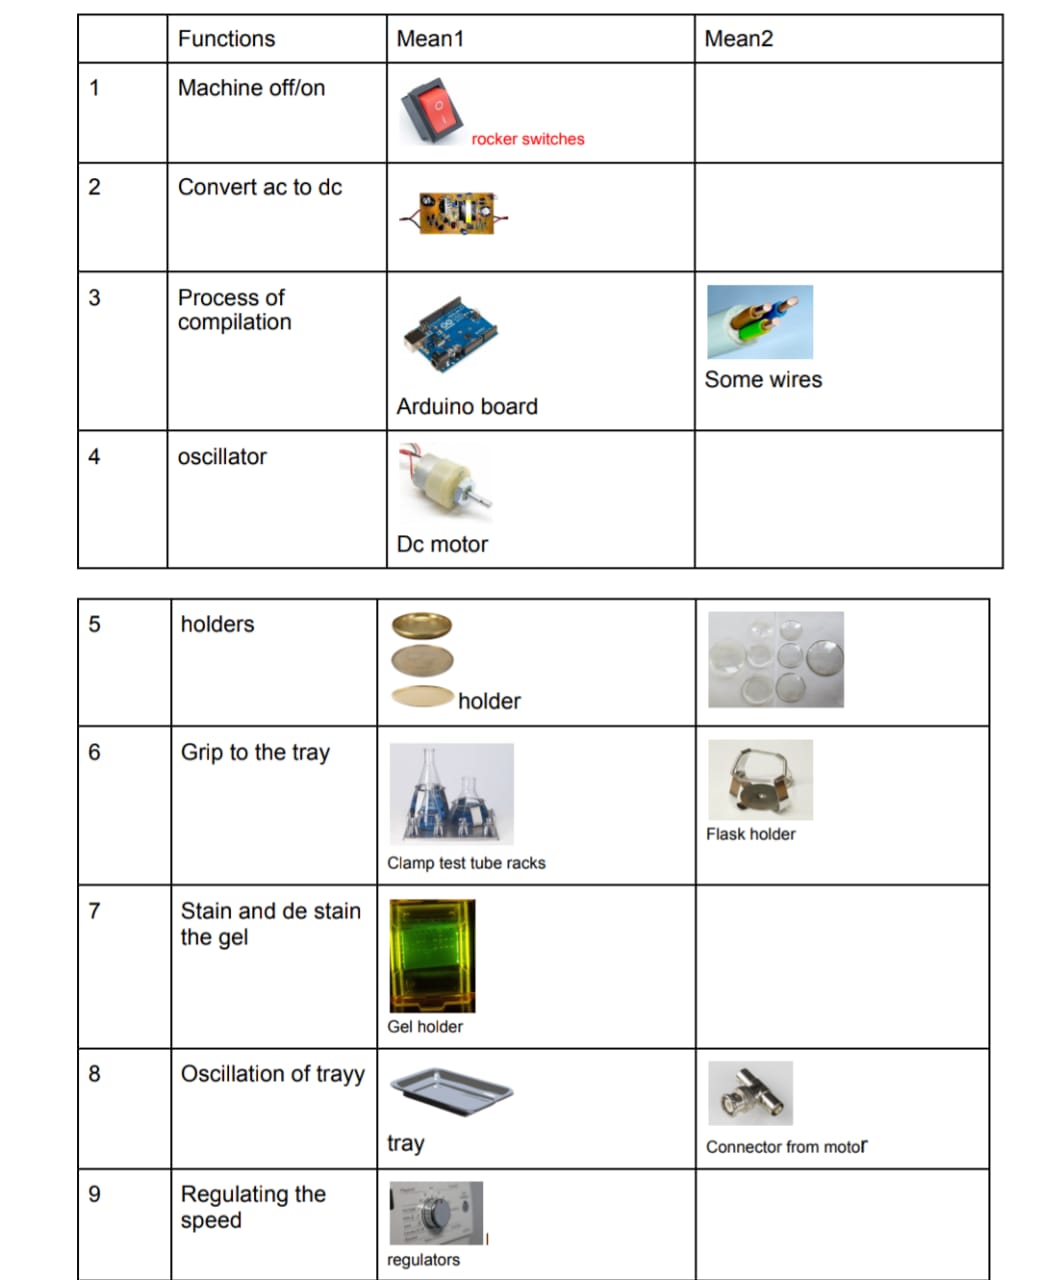 Functions
Mean1
Mean2
1
Machine off/on
rocker switches
2
Convert ac to dc
3
Process of
compilation
Arduino board
Some wires
4
oscillator
Dc motor
5
holders
holder
6
Grip to the tray
Clamp test tube racks
Flask holder
7
Stain and de stain
the gel
Gel holder
8
Oscillation of trayy
tray
Connector from motor
9
Regulating the
speed
regulators